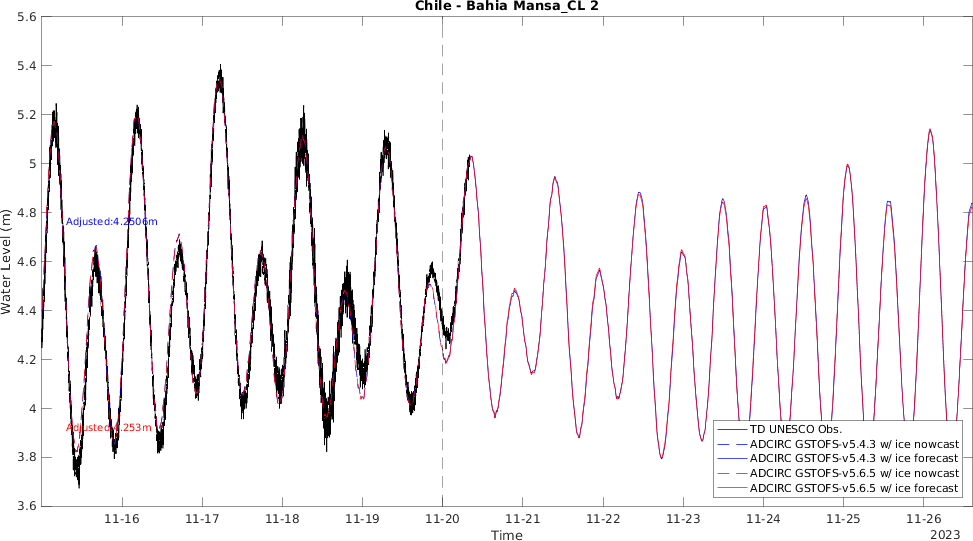 Chile - Bahia Mansa_CL 2
Water Level (m)
5.6
5.4
5.2
5
4.8
4.6
4.4
4.2
4
3.8
3.6
Adjusted:4.2506m
Adjusted:4.253m
TD UNESCO Obs.
ADCIRC GSTOFS-v5.4.3 w/ ice nowcast
ADCIRC GSTOFS-v5.4.3 w/ ice forecast
ADCIRC GSTOFS-v5.6.5 w/ ice nowcast
ADCIRC GSTOFS-v5.6.5 w/ ice forecast
11-16 11-17 11-18 11-19 11-20 11-21 11-22 11-23 11-24 11-25 11-26
Time
2023